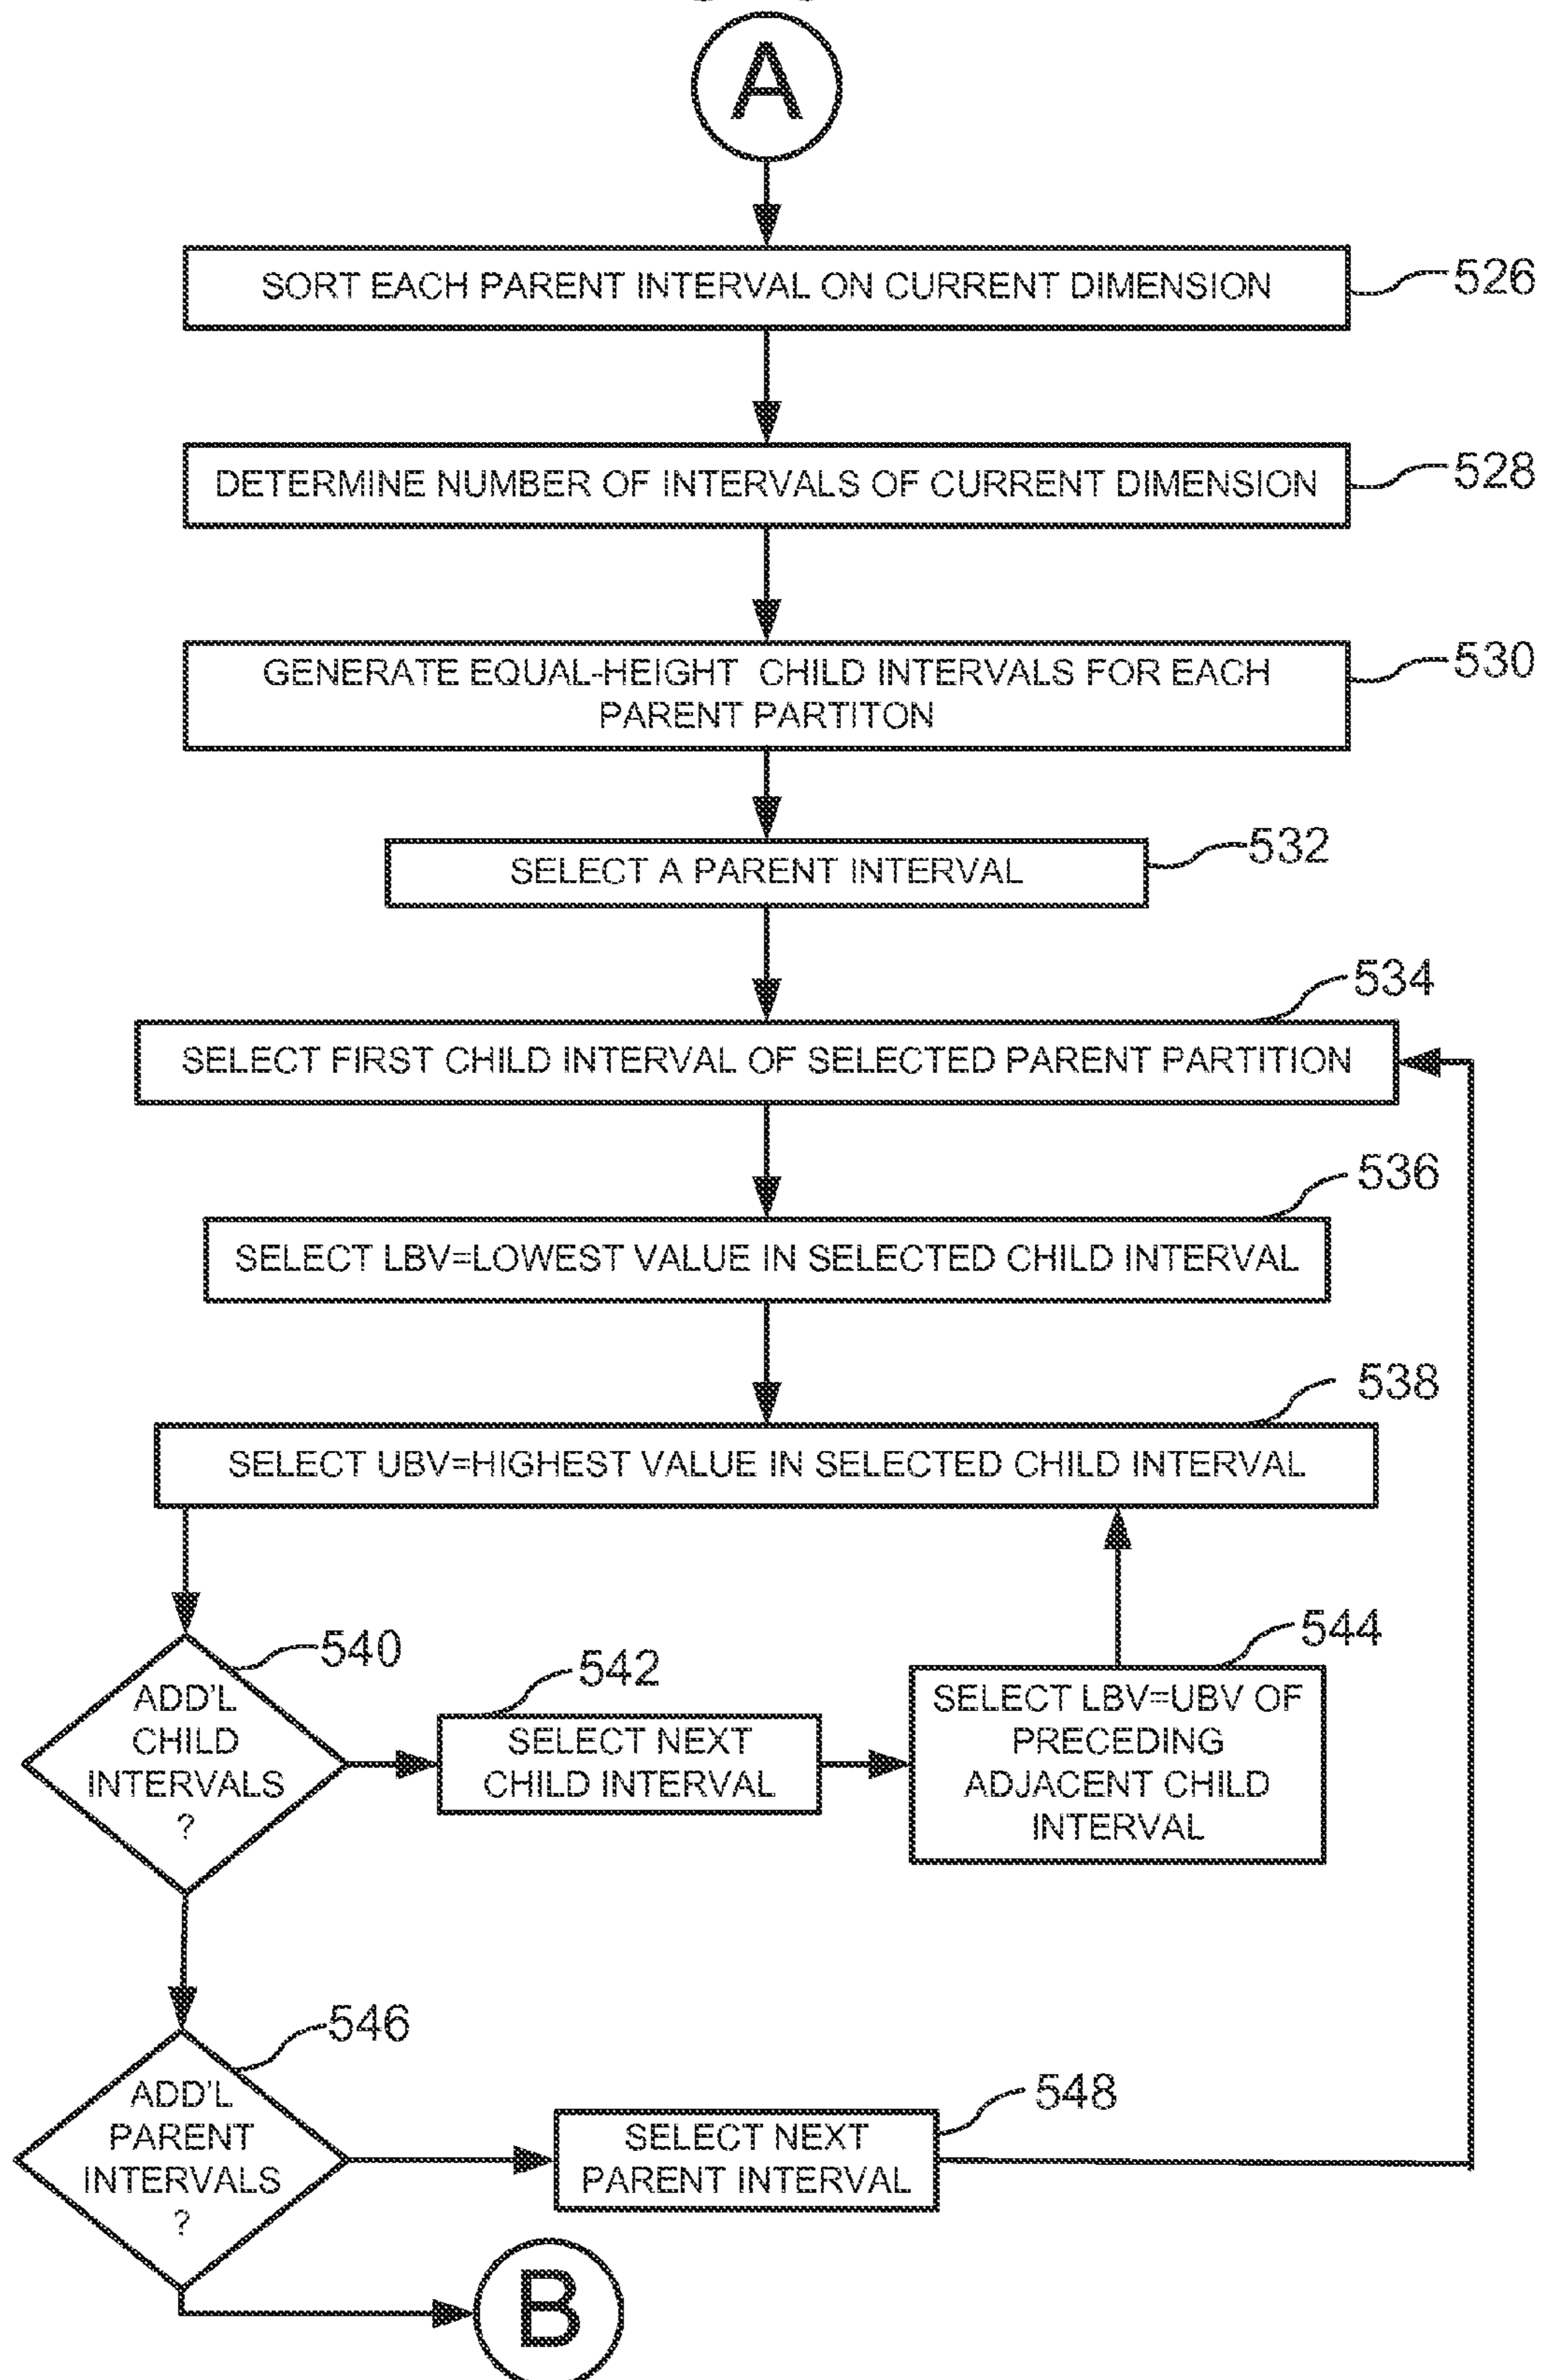 A
SORT EACH PARENT INTERVAL ON CURRENT DIMENSION
526
DETERMINE NUMBER OF INTERVALS OF CURRENT DIMENSION
528
GENERATE EQUAL-HEIGHT CHILD INTERVALS FOR EACH
PARENT PARTITON
530
SELECT A PARENT INTERVAL
532
534
SELECT FIRST CHILD INTERVAL OF SELECTED PARENT PARTITION
536
SELECT LBV=LOWEST VALUE IN SELECTED CHILD INTERVAL
538
SELECT UBV=HIGHEST VALUE IN SELECTED CHILD INTERVAL
540
ADD'L
CHILD
INTERVALS
?
542
SELECT NEXT
CHILD INTERVAL
544
SELECT LBV=UBV OF
PRECEDING
ADJACENT CHILD
INTERVAL
546
ADD'L
PARENT
INTERVALS
?
548
SELECT NEXT
PARENT INTERVAL
B